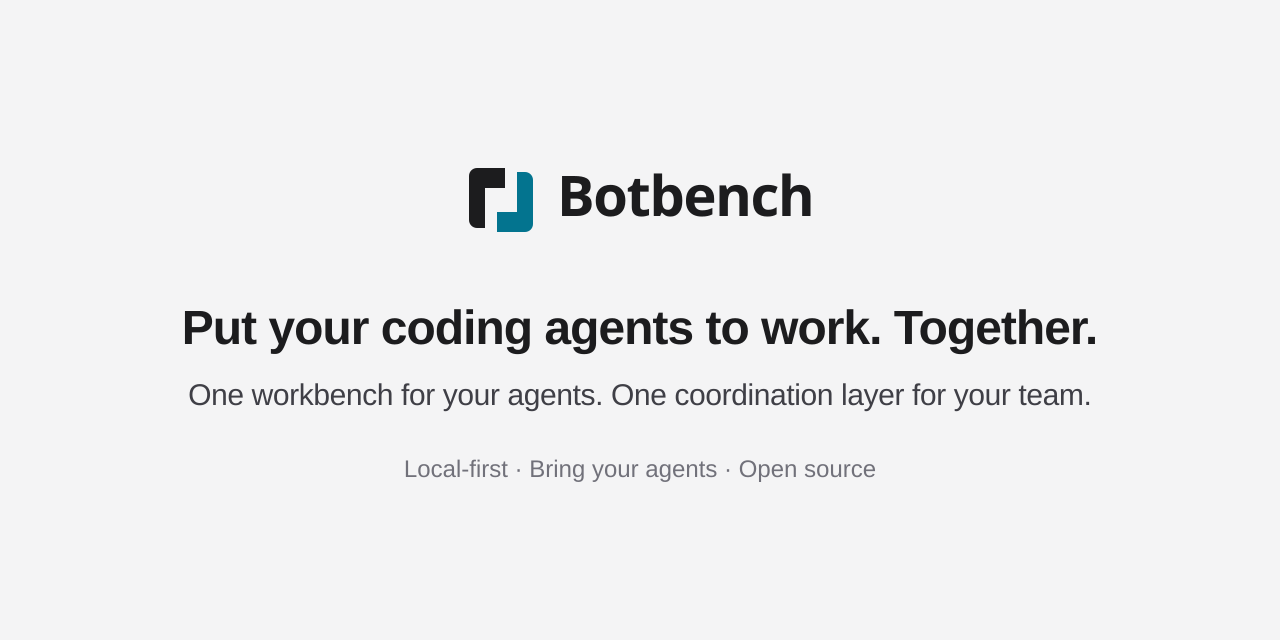 Botbench
Put your coding agents to work. Together.
One workbench for your agents. One coordination layer for your team.
Local-first · Bring your agents · Open source